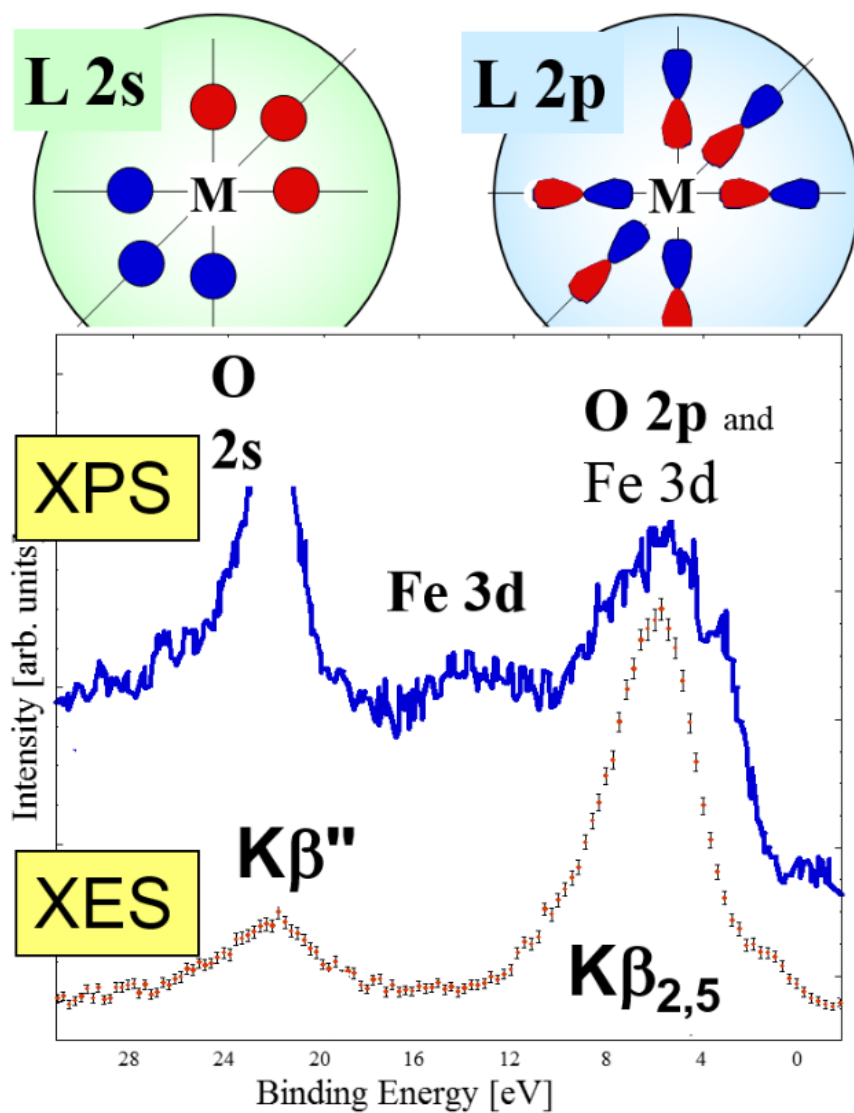 L 2s
L 2p
M
M
O
2s
O 2p and
Fe 3d
XPS
Fe 3d
Intensity [arb. units]
Kβ"
XES
Kβ2,5
28 24 20 16 12 8 4 0
Binding Energy [eV]